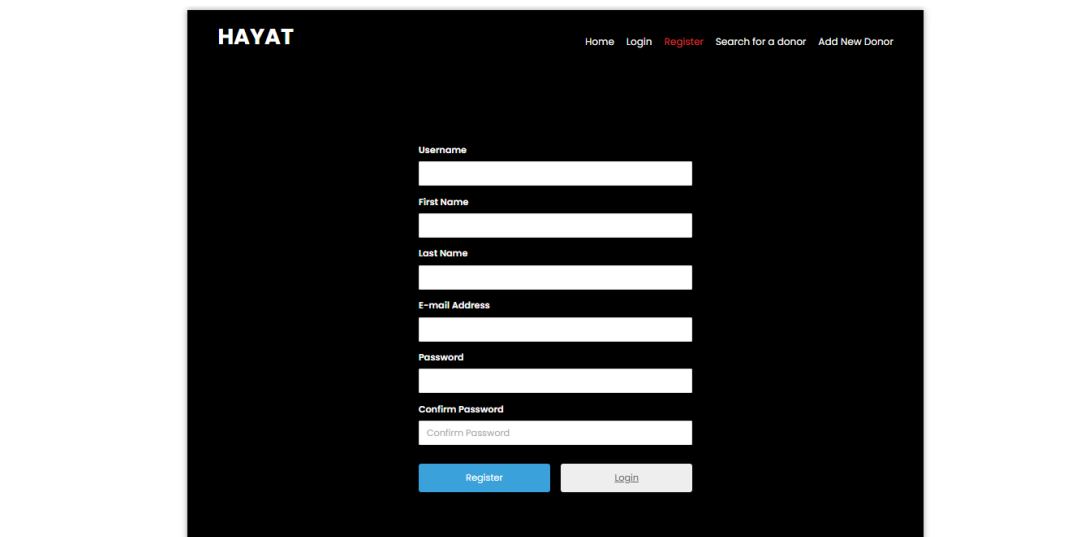 HAYAT
Home Login Register Search for a donor Add New Donor
Username
First Name
Last Name
E-mail Address
Password
Confirm Password
Confirm Password
Register Login